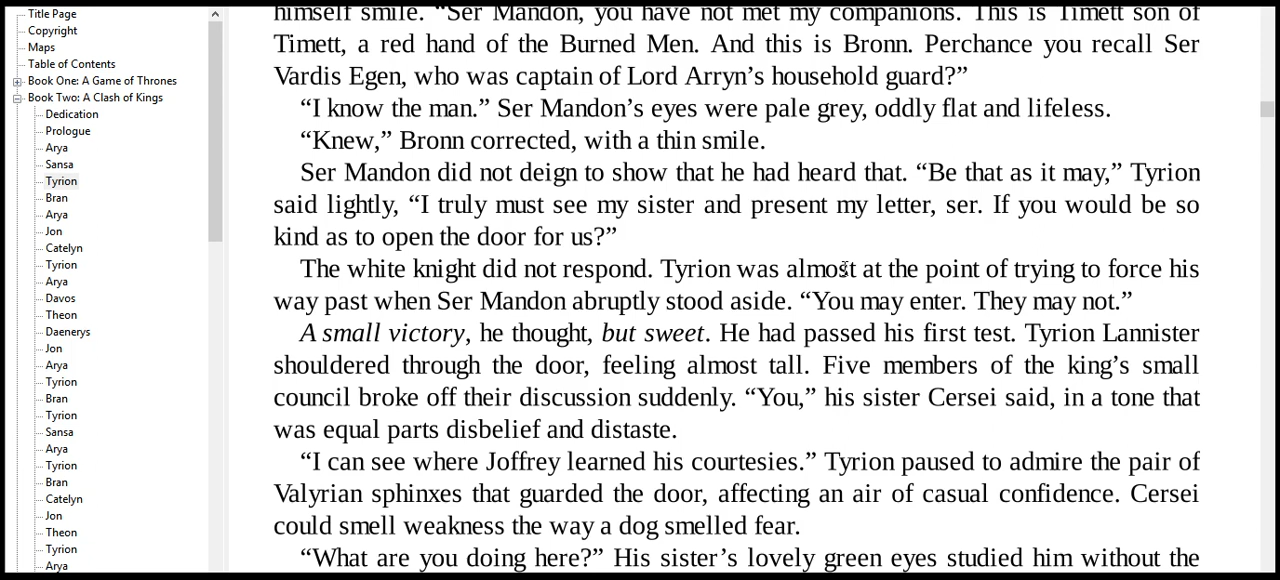 Title Page
Copyright
Maps
Table of Contents
Book One: A Game of Thrones
Book Two: A Clash of Kings
Dedication
Prologue
Arya
Sansa
Tyrion
Bran
Arya
Jon
Catelyn
Tyrion
Arya
Davos
Theon
Daenerys
Jon
Arya
Tyrion
Bran
Tyrion
Sansa
Arya
Tyrion
Bran
Catelyn
Jon
Theon
Tyrion
Arya
himself smile. “Ser Mandon, you have not met my companions. This is Timett son of
Timett, a red hand of the Burned Men. And this is Bronn. Perchance you recall Ser
Vardis Egen, who was captain of Lord Arryn’s household guard?”
“I know the man.” Ser Mandon’s eyes were pale grey, oddly flat and lifeless.
“Knew,” Bronn corrected, with a thin smile.
Ser Mandon did not deign to show that he had heard that. “Be that as it may,” Tyrion
said lightly, “I truly must see my sister and present my letter, ser. If you would be so
kind as to open the door for us?”
The white knight did not respond. Tyrion was almost at the point of trying to force his
way past when Ser Mandon abruptly stood aside. “You may enter. They may not.”
A small victory, he thought, but sweet. He had passed his first test. Tyrion Lannister
shouldered through the door, feeling almost tall. Five members of the king’s small
council broke off their discussion suddenly. “You,” his sister Cersei said, in a tone that
was equal parts disbelief and distaste.
“I can see where Joffrey learned his courtesies.” Tyrion paused to admire the pair of
Valyrian sphinxes that guarded the door, affecting an air of casual confidence. Cersei
could smell weakness the way a dog smelled fear.
“What are you doing here?” His sister’s lovely green eyes studied him without the